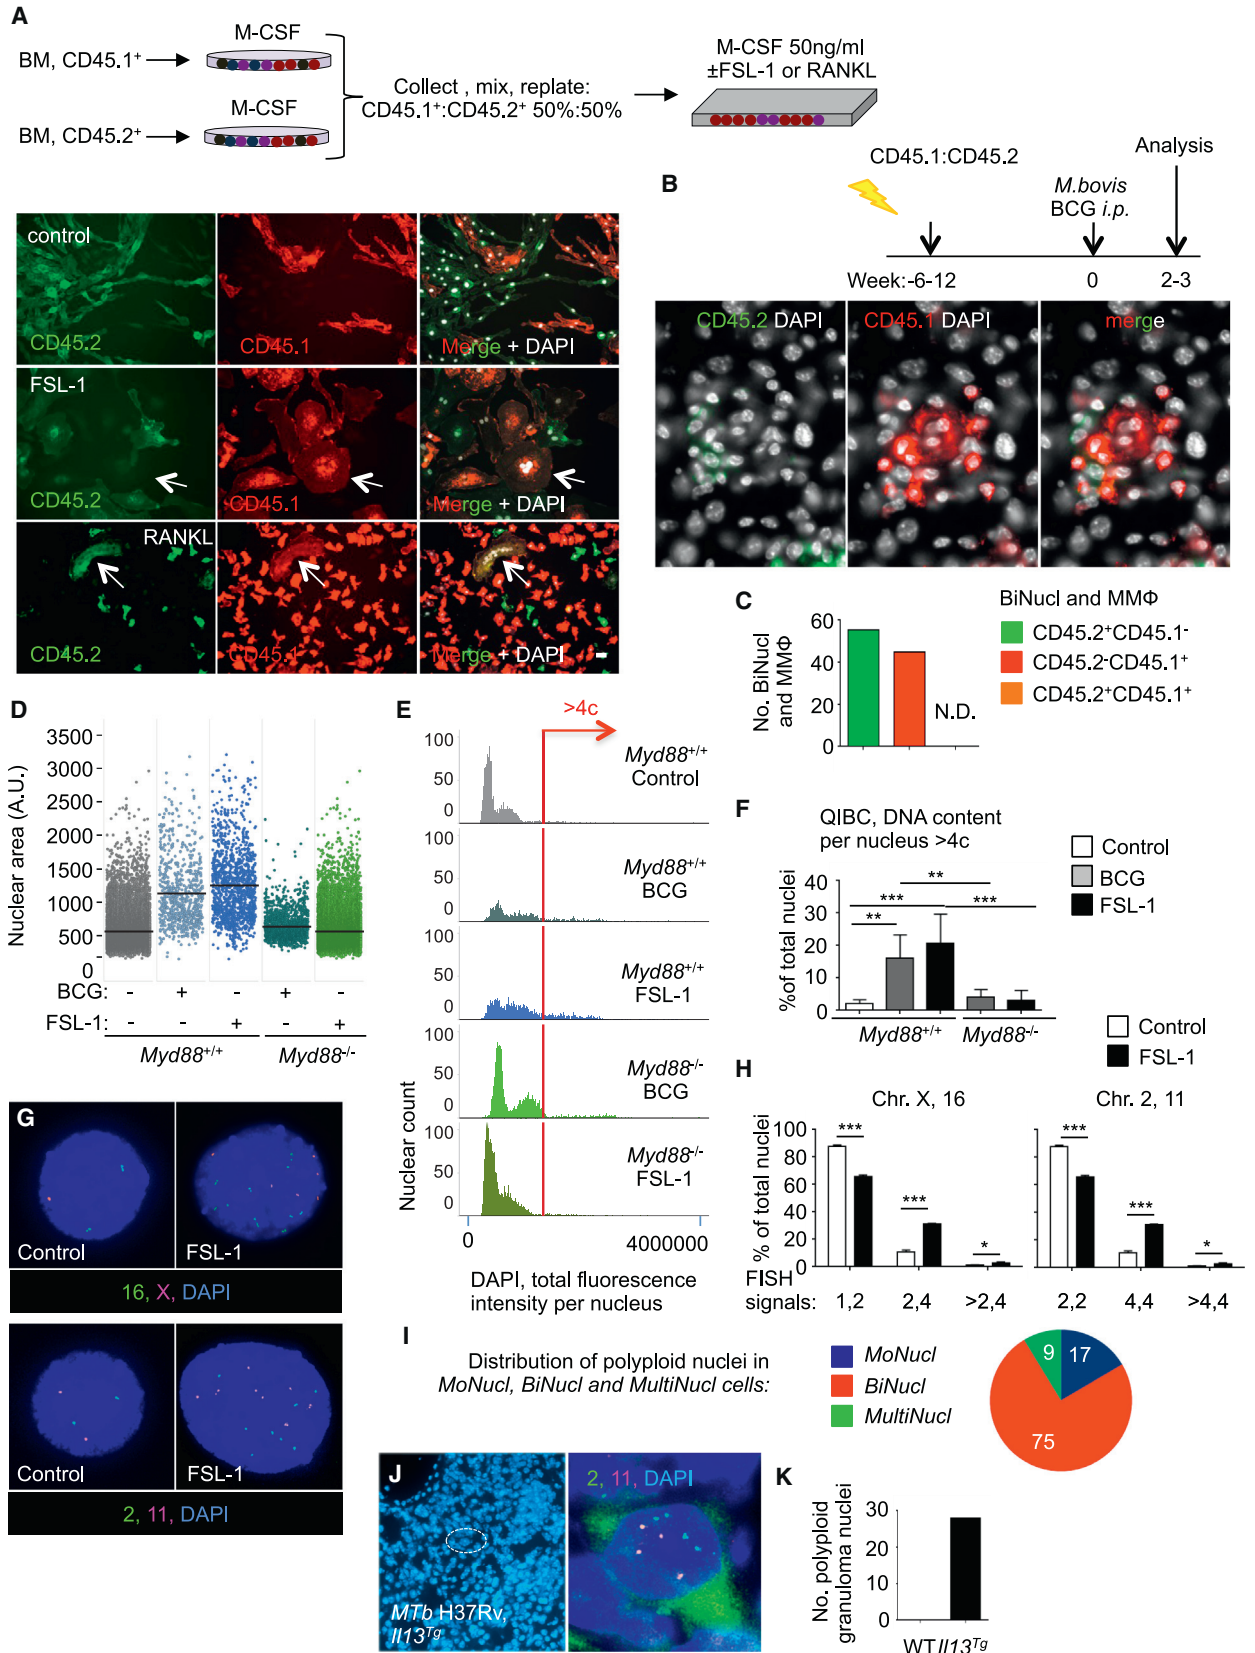 A
M-CSF
BM, CD45.1⁺
M-CSF
BM, CD45.2⁺
Collect , mix, replate:
CD45.1⁺:CD45.2⁺ 50%:50%
M-CSF 50ng/ml
±FSL-1 or RANKL
control
CD45.2
CD45.1
Merge + DAPI
FSL-1
CD45.2
CD45.1
Merge + DAPI
RANKL
CD45.2
CD45.1
Merge + DAPI
B
CD45.1:CD45.2
Analysis
M.bovis
BCG i.p.
Week:-6-12
0
2-3
CD45.2 DAPI
CD45.1 DAPI
merge
C
No. BiNucl
and MMΦ
60
40
20
0
N.D.
BiNucl and MMΦ
CD45.2⁺CD45.1⁻
CD45.2⁻CD45.1⁺
CD45.2⁺CD45.1⁺
D
Nuclear area (A.U.)
3500
3000
2500
2000
1500
1000
500
0
BCG: - + - + -
FSL-1: - - + - +
Myd88⁺/⁺
Myd88⁻/⁻
E
>4c
100
50
0
Myd88⁺/⁺
Control
100
50
0
Myd88⁺/⁺
BCG
100
50
0
Myd88⁺/⁺
FSL-1
100
50
0
Myd88⁻/⁻
BCG
100
50
0
Myd88⁻/⁻
FSL-1
Nuclear count
0
4000000
DAPI, total fluorescence
intensity per nucleus
F
QIBC, DNA content
per nucleus >4c
Control
BCG
FSL-1
%of total nuclei
40
30
20
10
0
**
***
***
**
Myd88⁺/⁺
Myd88⁻/⁻
G
Control
FSL-1
16, X, DAPI
Control
FSL-1
2, 11, DAPI
Control
FSL-1
H
Chr. X, 16
Chr. 2, 11
% of total nuclei
100
80
60
40
20
0
***
***
*
***
***
*
FISH
signals:
1,2
2,4
>2,4
2,2
4,4
>4,4
I
Distribution of polyploid nuclei in
MoNucl, BiNucl and MultiNucl cells:
MoNucl
BiNucl
MultiNucl
9
17
75
J
MTb H37Rv,
Il13ᵀᵍ
2, 11, DAPI
K
No. polyploid
granuloma nuclei
30
20
10
0
WT Il13ᵀᵍ